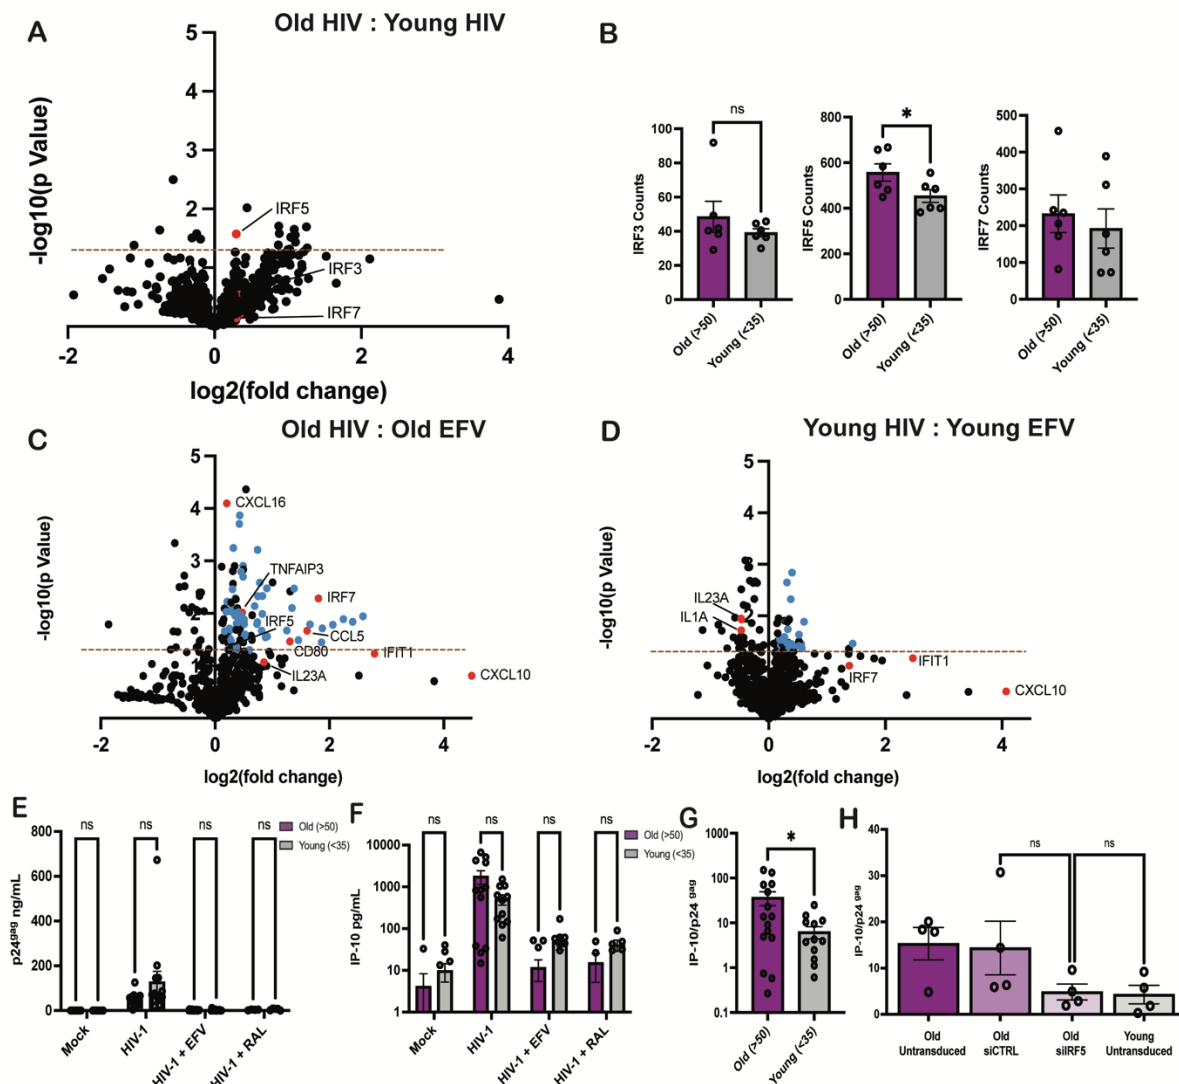 A
Old HIV : Young HIV
-log10(p Value)
5
4
3
2
1
IRF5
IRF3
IRF7
-2
0
2
4
log2(fold change)
B
IRF3 Counts
100
80
60
40
20
0
ns
Old (>50)
Young (<35)
IRF5 Counts
800
600
400
200
0
*
Old (>50)
Young (<35)
IRF7 Counts
500
400
300
200
100
0
Old (>50)
Young (<35)
C
Old HIV : Old EFV
-log10(p Value)
5
4
3
2
1
CXCL16
TNFAIP3
IRF7
IRF5
CCL5
CD80
IFIT1
IL23A
CXCL10
-2
0
2
4
log2(fold change)
D
Young HIV : Young EFV
-log10(p Value)
5
4
3
2
IL23A
IL1A
IFIT1
IRF7
CXCL10
-2
0
2
4
log2(fold change)
E
p24gag ng/mL
800
600
400
200
0
ns
ns
ns
ns
Old (>50)
Young (<35)
Mock
HIV-1
HIV-1 + EFV
HIV-1 + RAL
F
IP-10 pg/mL
10000
1000
100
10
1
ns
ns
ns
ns
Old (>50)
Young (<35)
Mock
HIV-1
HIV-1 + EFV
HIV-1 + RAL
G
IP-10/p24 gag
1000
100
10
1
0.1
*
Old (>50)
Young (<35)
H
IP-10/p24 gag
40
30
20
10
0
ns
ns
Old
Untransduced
Old
siCTRL
Old
siIRF5
Young
Untransduced